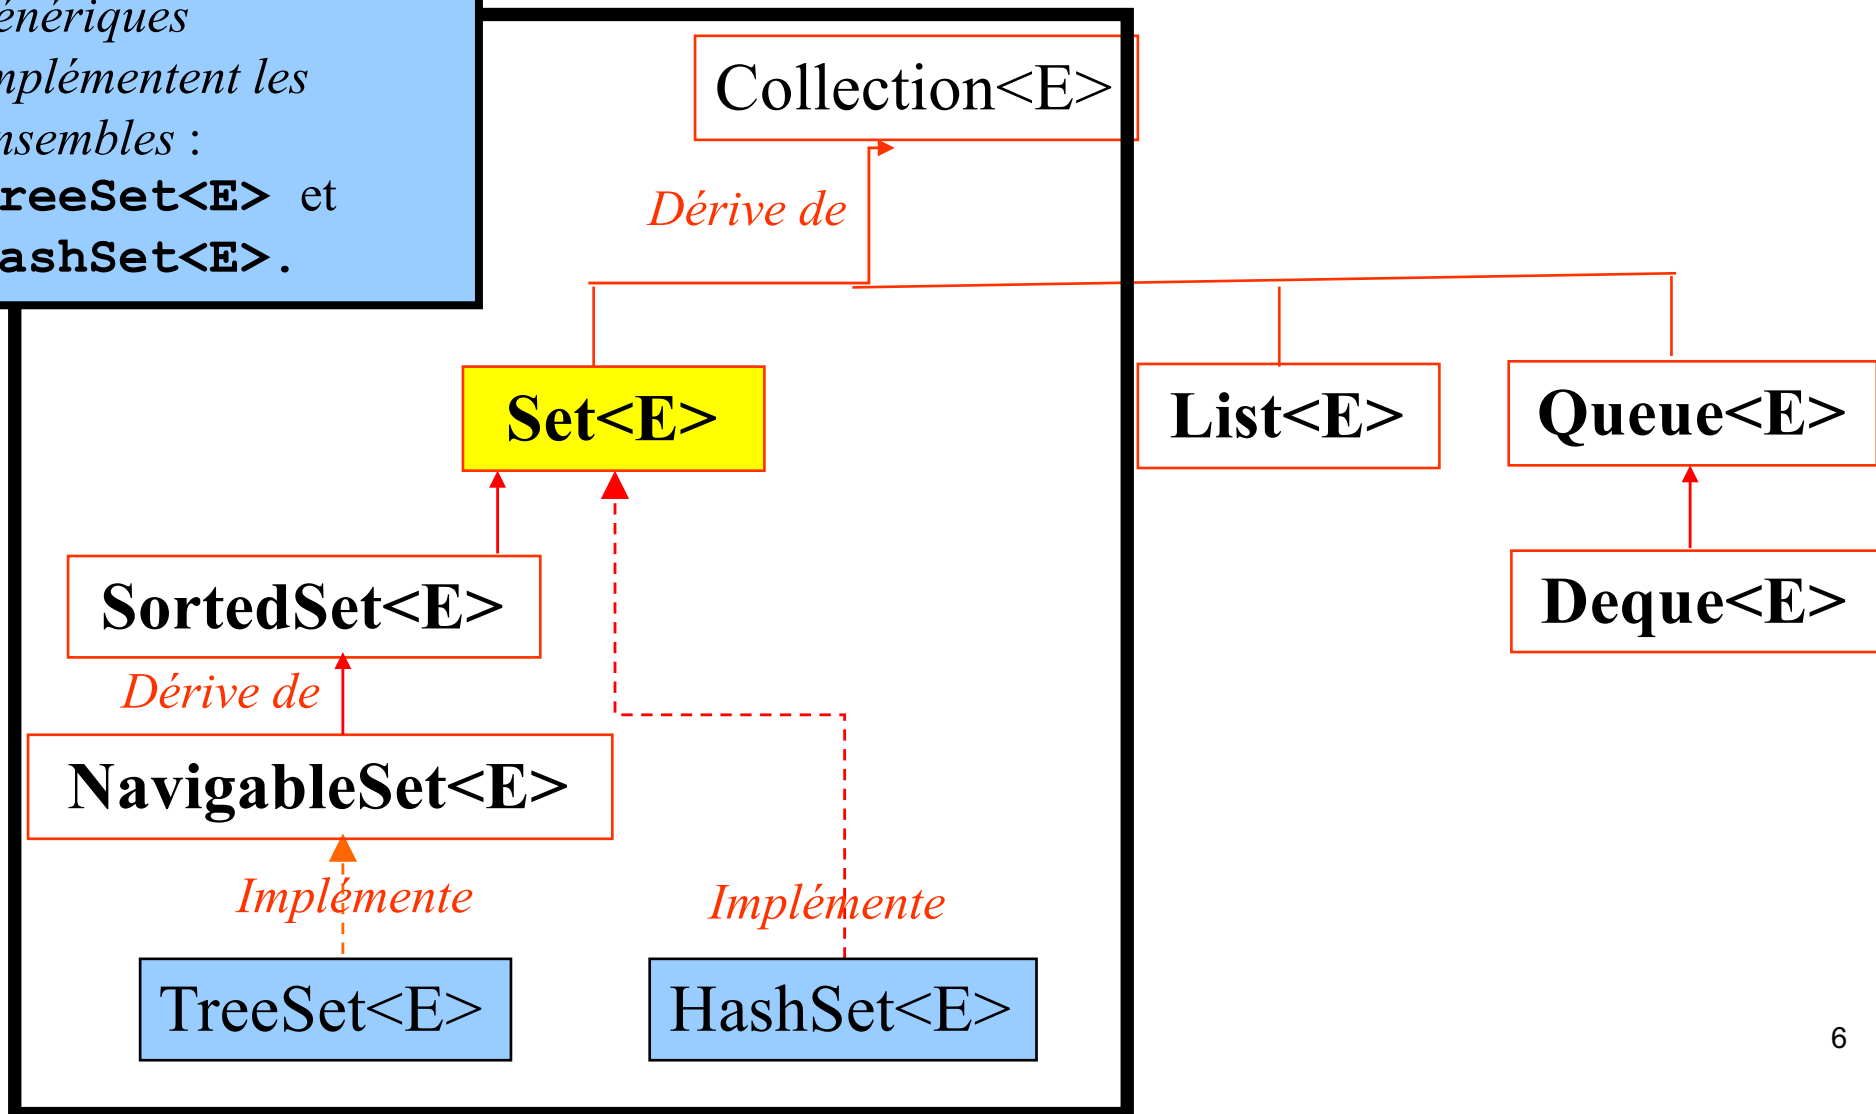 énériques
mplémentent les
nsembles :
reeSet<E> et
ashSet<E>.
Collection<E>
Dérive de
Set<E>
List<E>
Queue<E>
SortedSet<E>
Deque<E>
Dérive de
NavigableSet<E>
Implémente
Implémente
TreeSet<E>
HashSet<E>
6